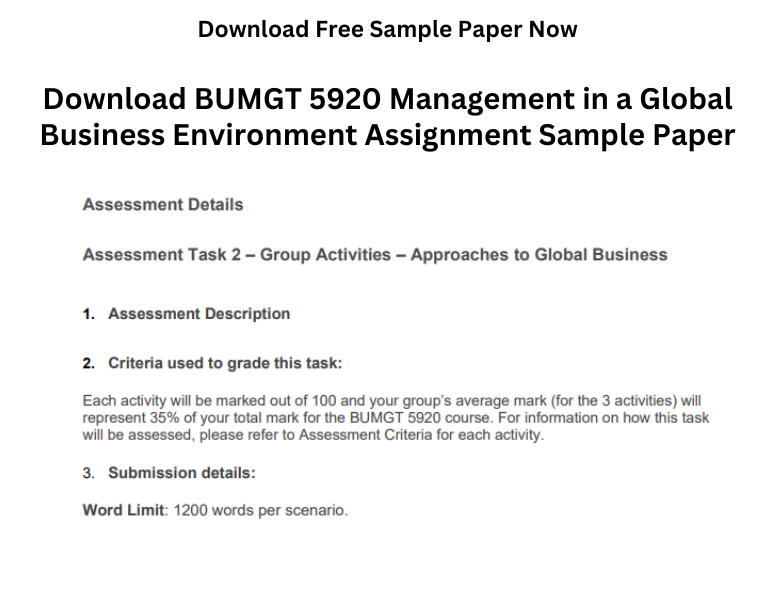 Download Free Sample Paper Now
Download BUMGT 5920 Management in a Global
Business Environment Assignment Sample Paper
Assessment Details
Assessment Task 2 – Group Activities – Approaches to Global Business
1. Assessment Description
2. Criteria used to grade this task:
Each activity will be marked out of 100 and your group's average mark (for the 3 activities) will
represent 35% of your total mark for the BUMGT 5920 course. For information on how this task
will be assessed, please refer to Assessment Criteria for each activity.
3. Submission details:
Word Limit: 1200 words per scenario.